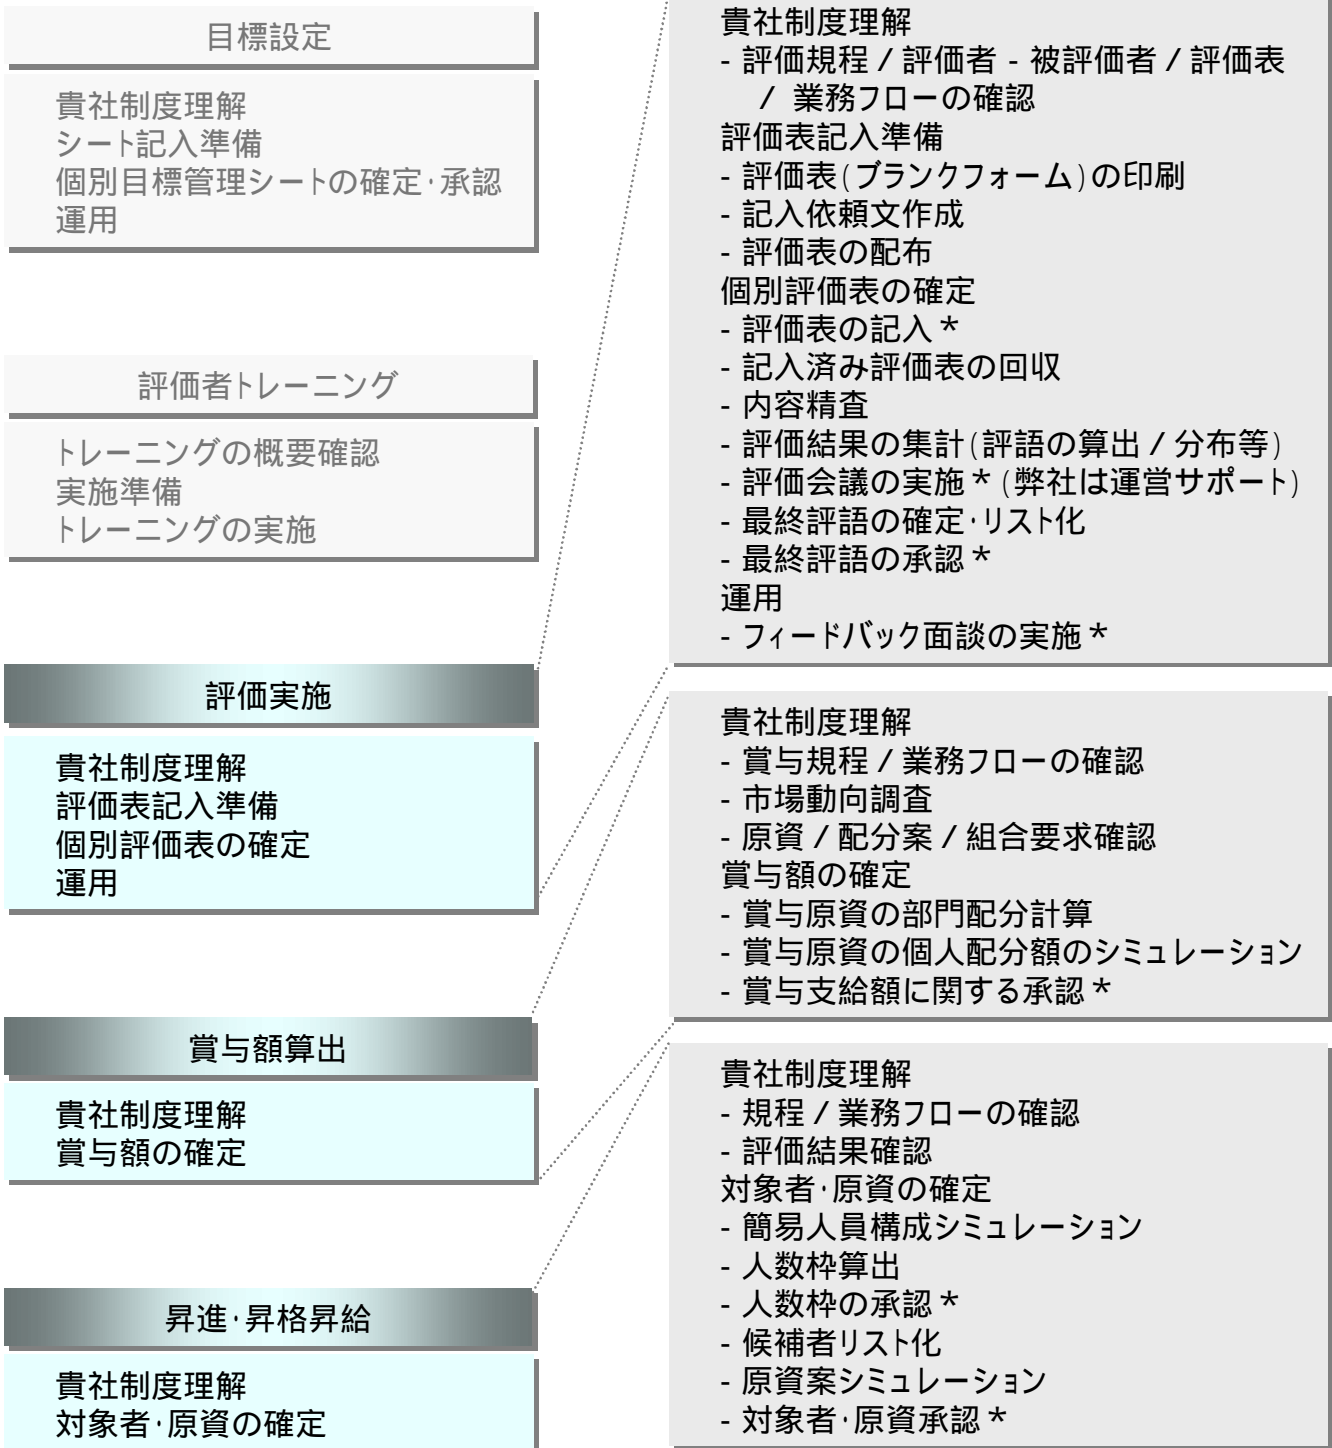 目標設定
貴社制度理解
シート記入準備
個別目標管理シートの確定・承認
運用
評価者トレーニング
トレーニングの概要確認
実施準備
トレーニングの実施
評価実施
貴社制度理解
評価表記入準備
個別評価表の確定
運用
賞与額算出
貴社制度理解
賞与額の確定
昇進・昇格昇給
貴社制度理解
対象者・原資の確定
貴社制度理解
- 評価規程 / 評価者 - 被評価者 / 評価表
/ 業務フローの確認
評価表記入準備
- 評価表(ブランクフォーム)の印刷
- 記入依頼文作成
- 評価表の配布
個別評価表の確定
- 評価表の記入*
- 記入済み評価表の回収
- 内容精査
- 評価結果の集計(評語の算出 / 分布等)
- 評価会議の実施*(弊社は運営サポート)
- 最終評語の確定・リスト化
- 最終評語の承認*
運用
- フィードバック面談の実施*
貴社制度理解
- 賞与規程 / 業務フローの確認
- 市場動向調査
- 原資 / 配分案 / 組合要求確認
賞与額の確定
- 賞与原資の部門配分計算
- 賞与原資の個人配分額のシミュレーション
- 賞与支給額に関する承認*
貴社制度理解
- 規程 / 業務フローの確認
- 評価結果確認
対象者・原資の確定
- 簡易人員構成シミュレーション
- 人数枠算出
- 人数枠の承認*
- 候補者リスト化
- 原資案シミュレーション
- 対象者・原資承認*